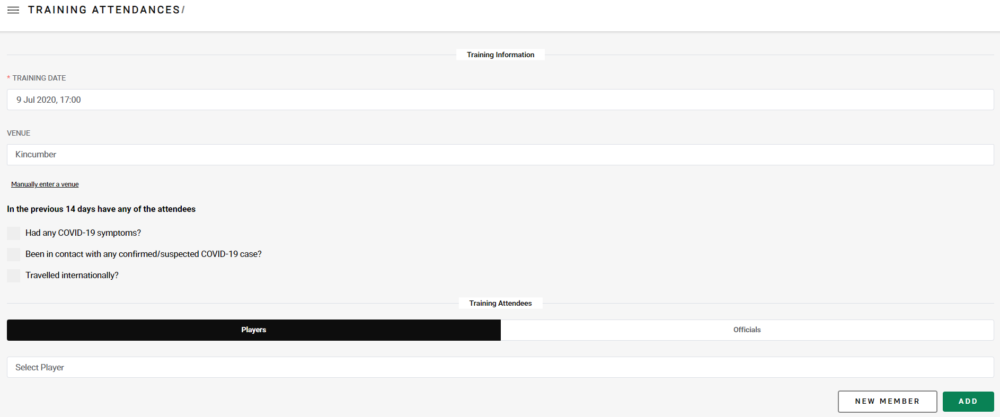 TRAINING ATTENDANCES/
Training Information
* TRAINING DATE
9 Jul 2020, 17:00
VENUE
Kincumber
Manually enter a venue
In the previous 14 days have any of the attendees
Had any COVID-19 symptoms?
Been in contact with any confirmed/suspected COVID-19 case?
Travelled internationally?
Training Attendees
Players Officials
Select Player
NEW MEMBER ADD